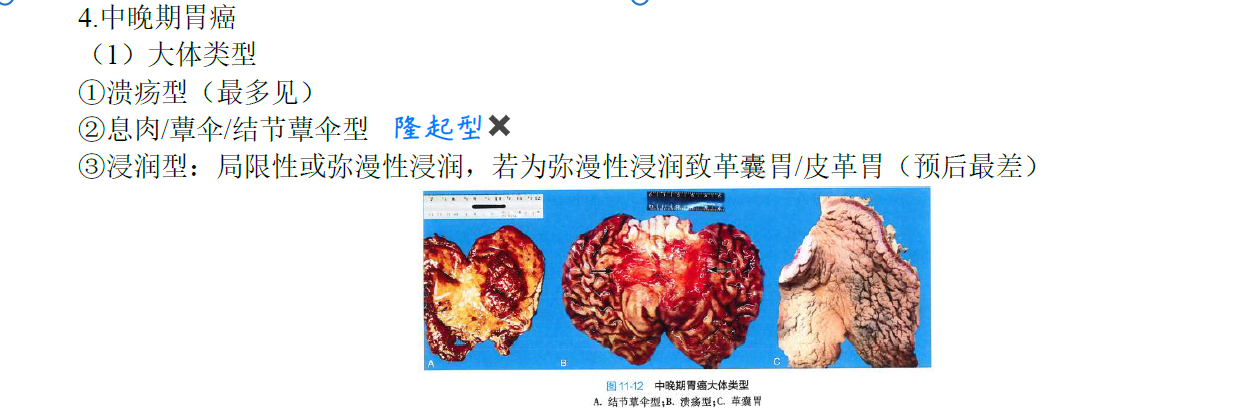 4.中晚期胃癌
（1）大体类型
①溃疡型（最多见）
②息肉/蕈伞/结节蕈伞型 隆起型✖
③浸润型：局限性或弥漫性浸润，若为弥漫性浸润致革囊胃/皮革胃（预后最差）
A
B
C
图11-12 中晚期胃癌大体类型
A. 结节蕈伞型;B. 溃疡型;C. 革囊胃